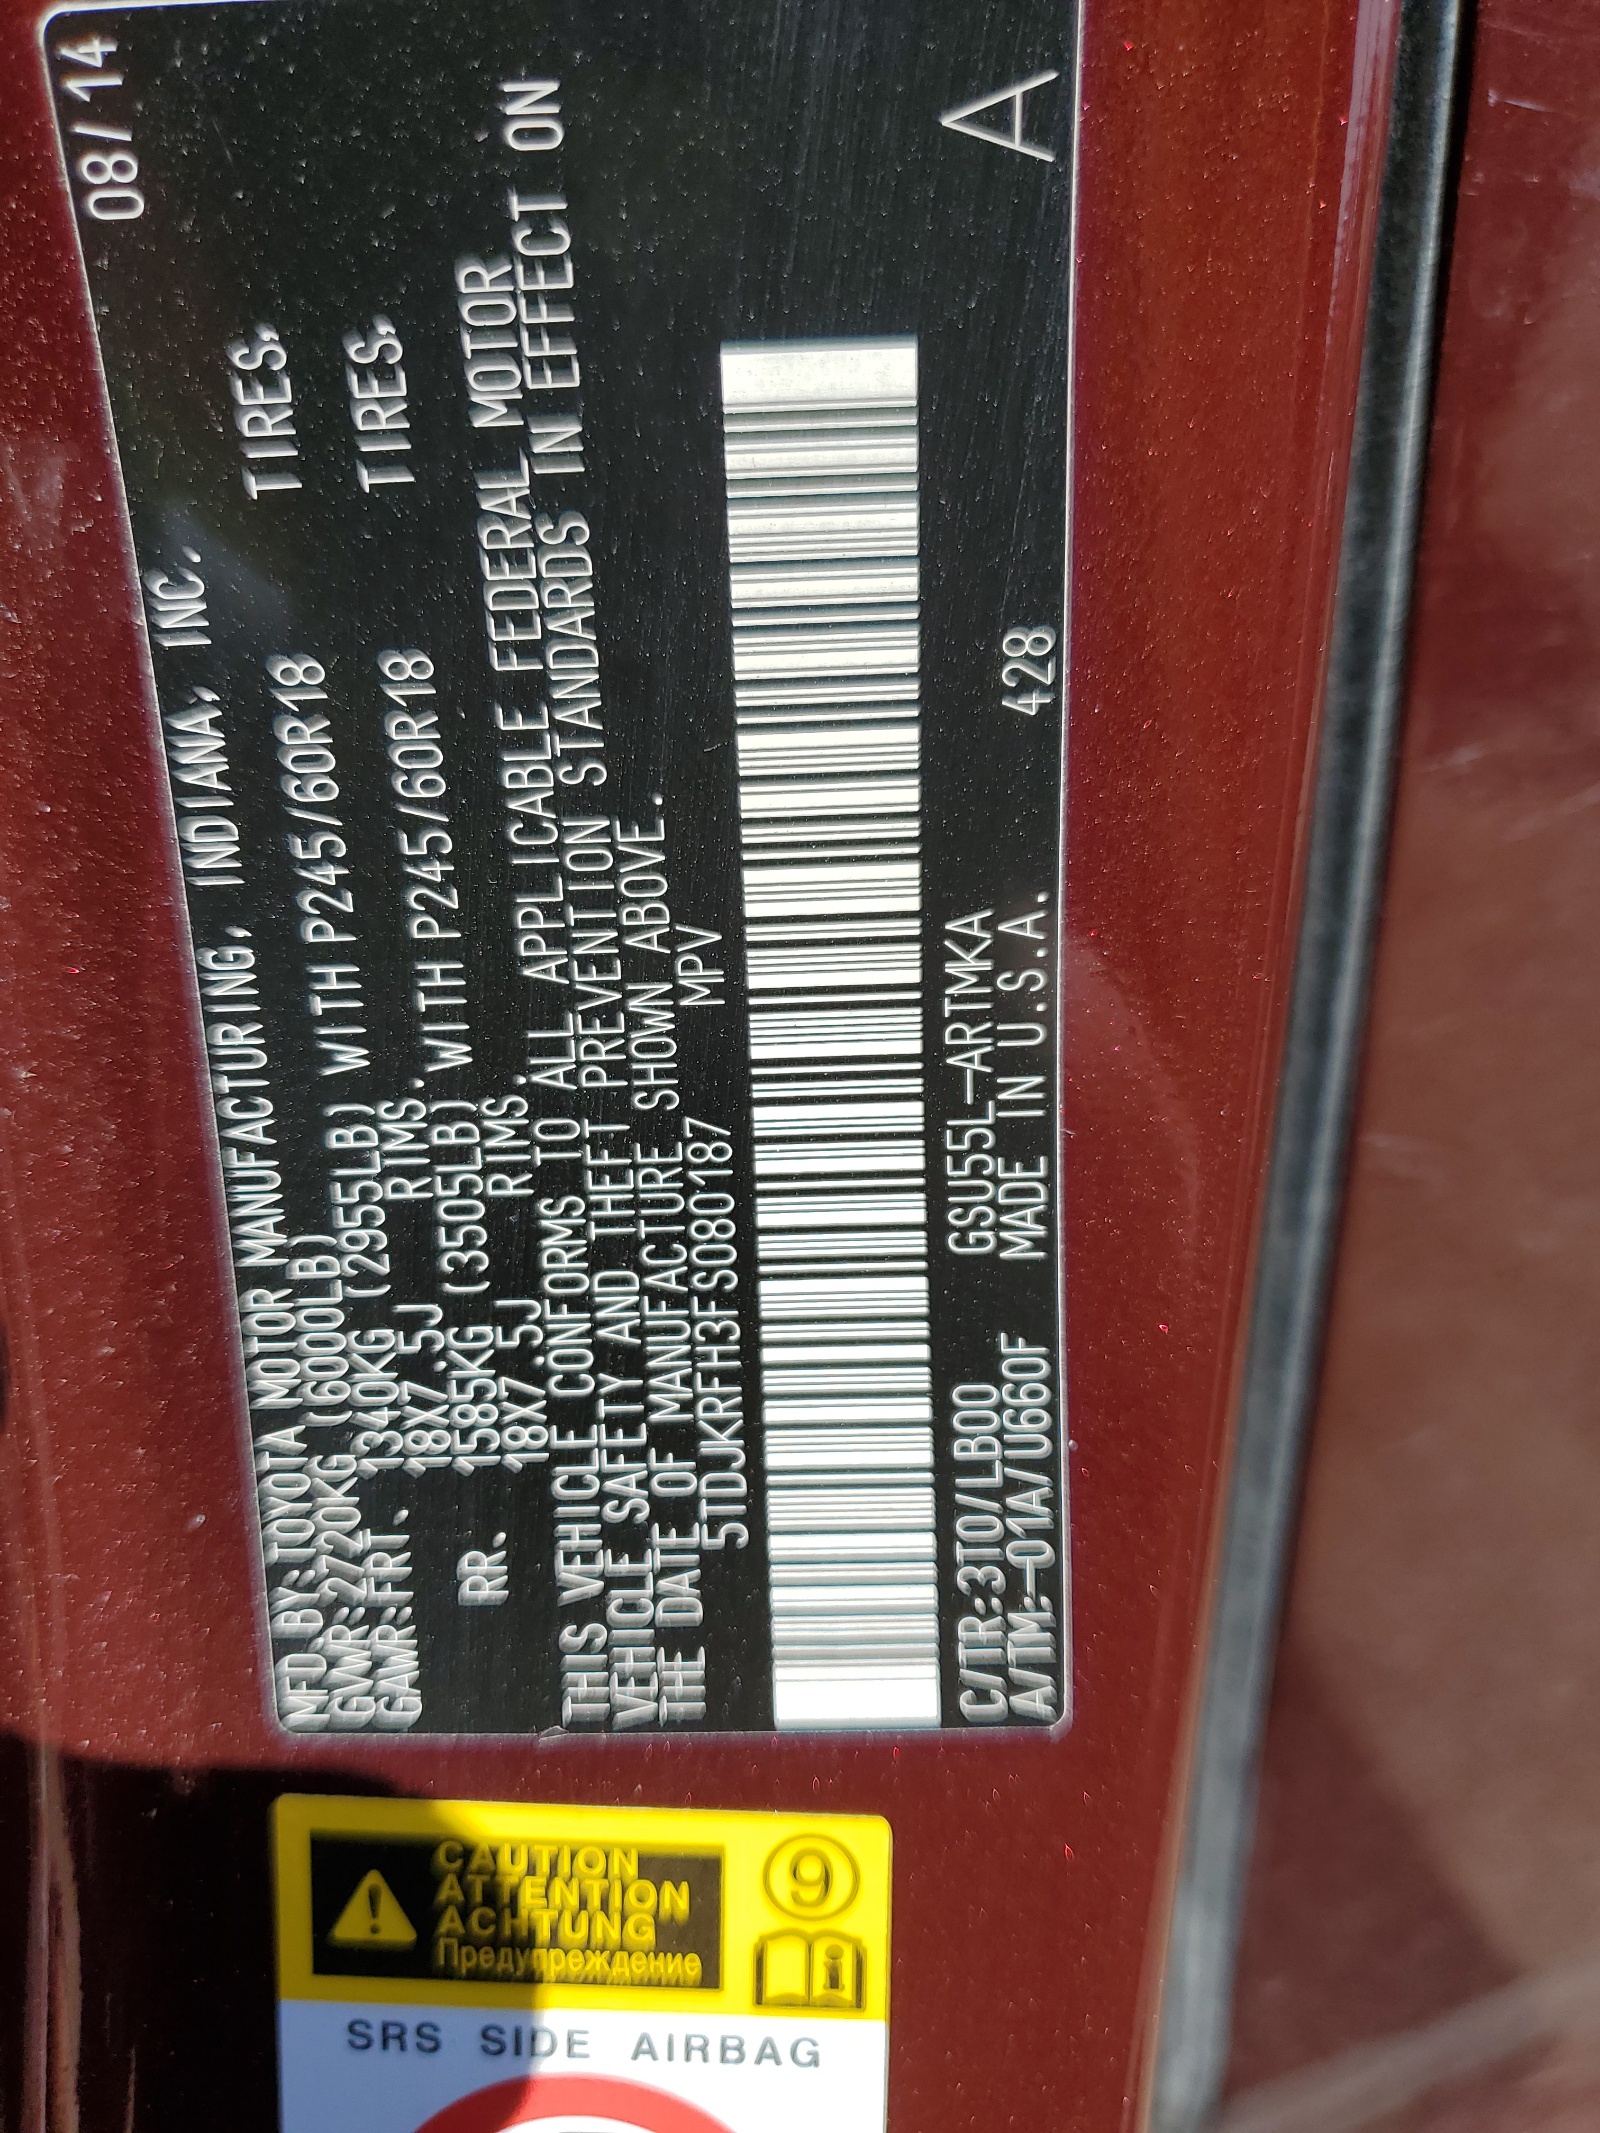 08/14
MFD.BY:TOYOTA MOTOR MANUFACTURING, INDIANA, INC.
GVWR:2720KG (6000LB)
GAWR:FRT. 1340KG (2955LB) WITH P245/60R18 TIRES,
18X7.5J RIMS.
RR. 1585KG (3505LB) WITH P245/60R18 TIRES,
18X7.5J RIMS.
THIS VEHICLE CONFORMS TO ALL APPLICABLE FEDERAL MOTOR
VEHICLE SAFETY AND THEFT PREVENTION STANDARDS IN EFFECT ON
THE DATE OF MANUFACTURE SHOWN ABOVE.
5TDJKRFH3FS080187 MPV
C/TR:3T0/LB00 GSU55L-ARTMKA
A/TM:-01A/U660F MADE IN U.S.A. 428 A
CAUTION
ATTENTION
ACHTUNG
Предупреждение
9
i
SRS SIDE AIRBAG